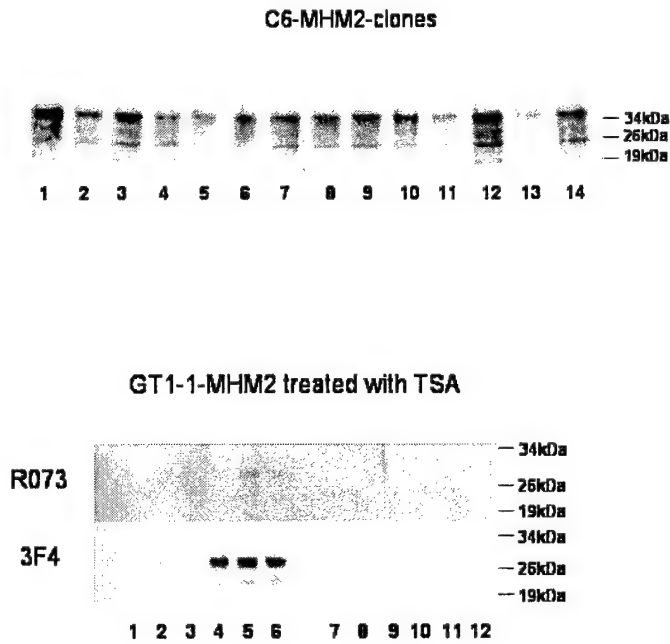 C6-MHM2-clones
34kDa
26kDa
19kDa
1 2 3 4 5 6 7 8 9 10 11 12 13 14
GT1-1-MHM2 treated with TSA
R073
34kDa
26kDa
19kDa
3F4
34kDa
26kDa
19kDa
1 2 3 4 5 6 7 8 9 10 11 12